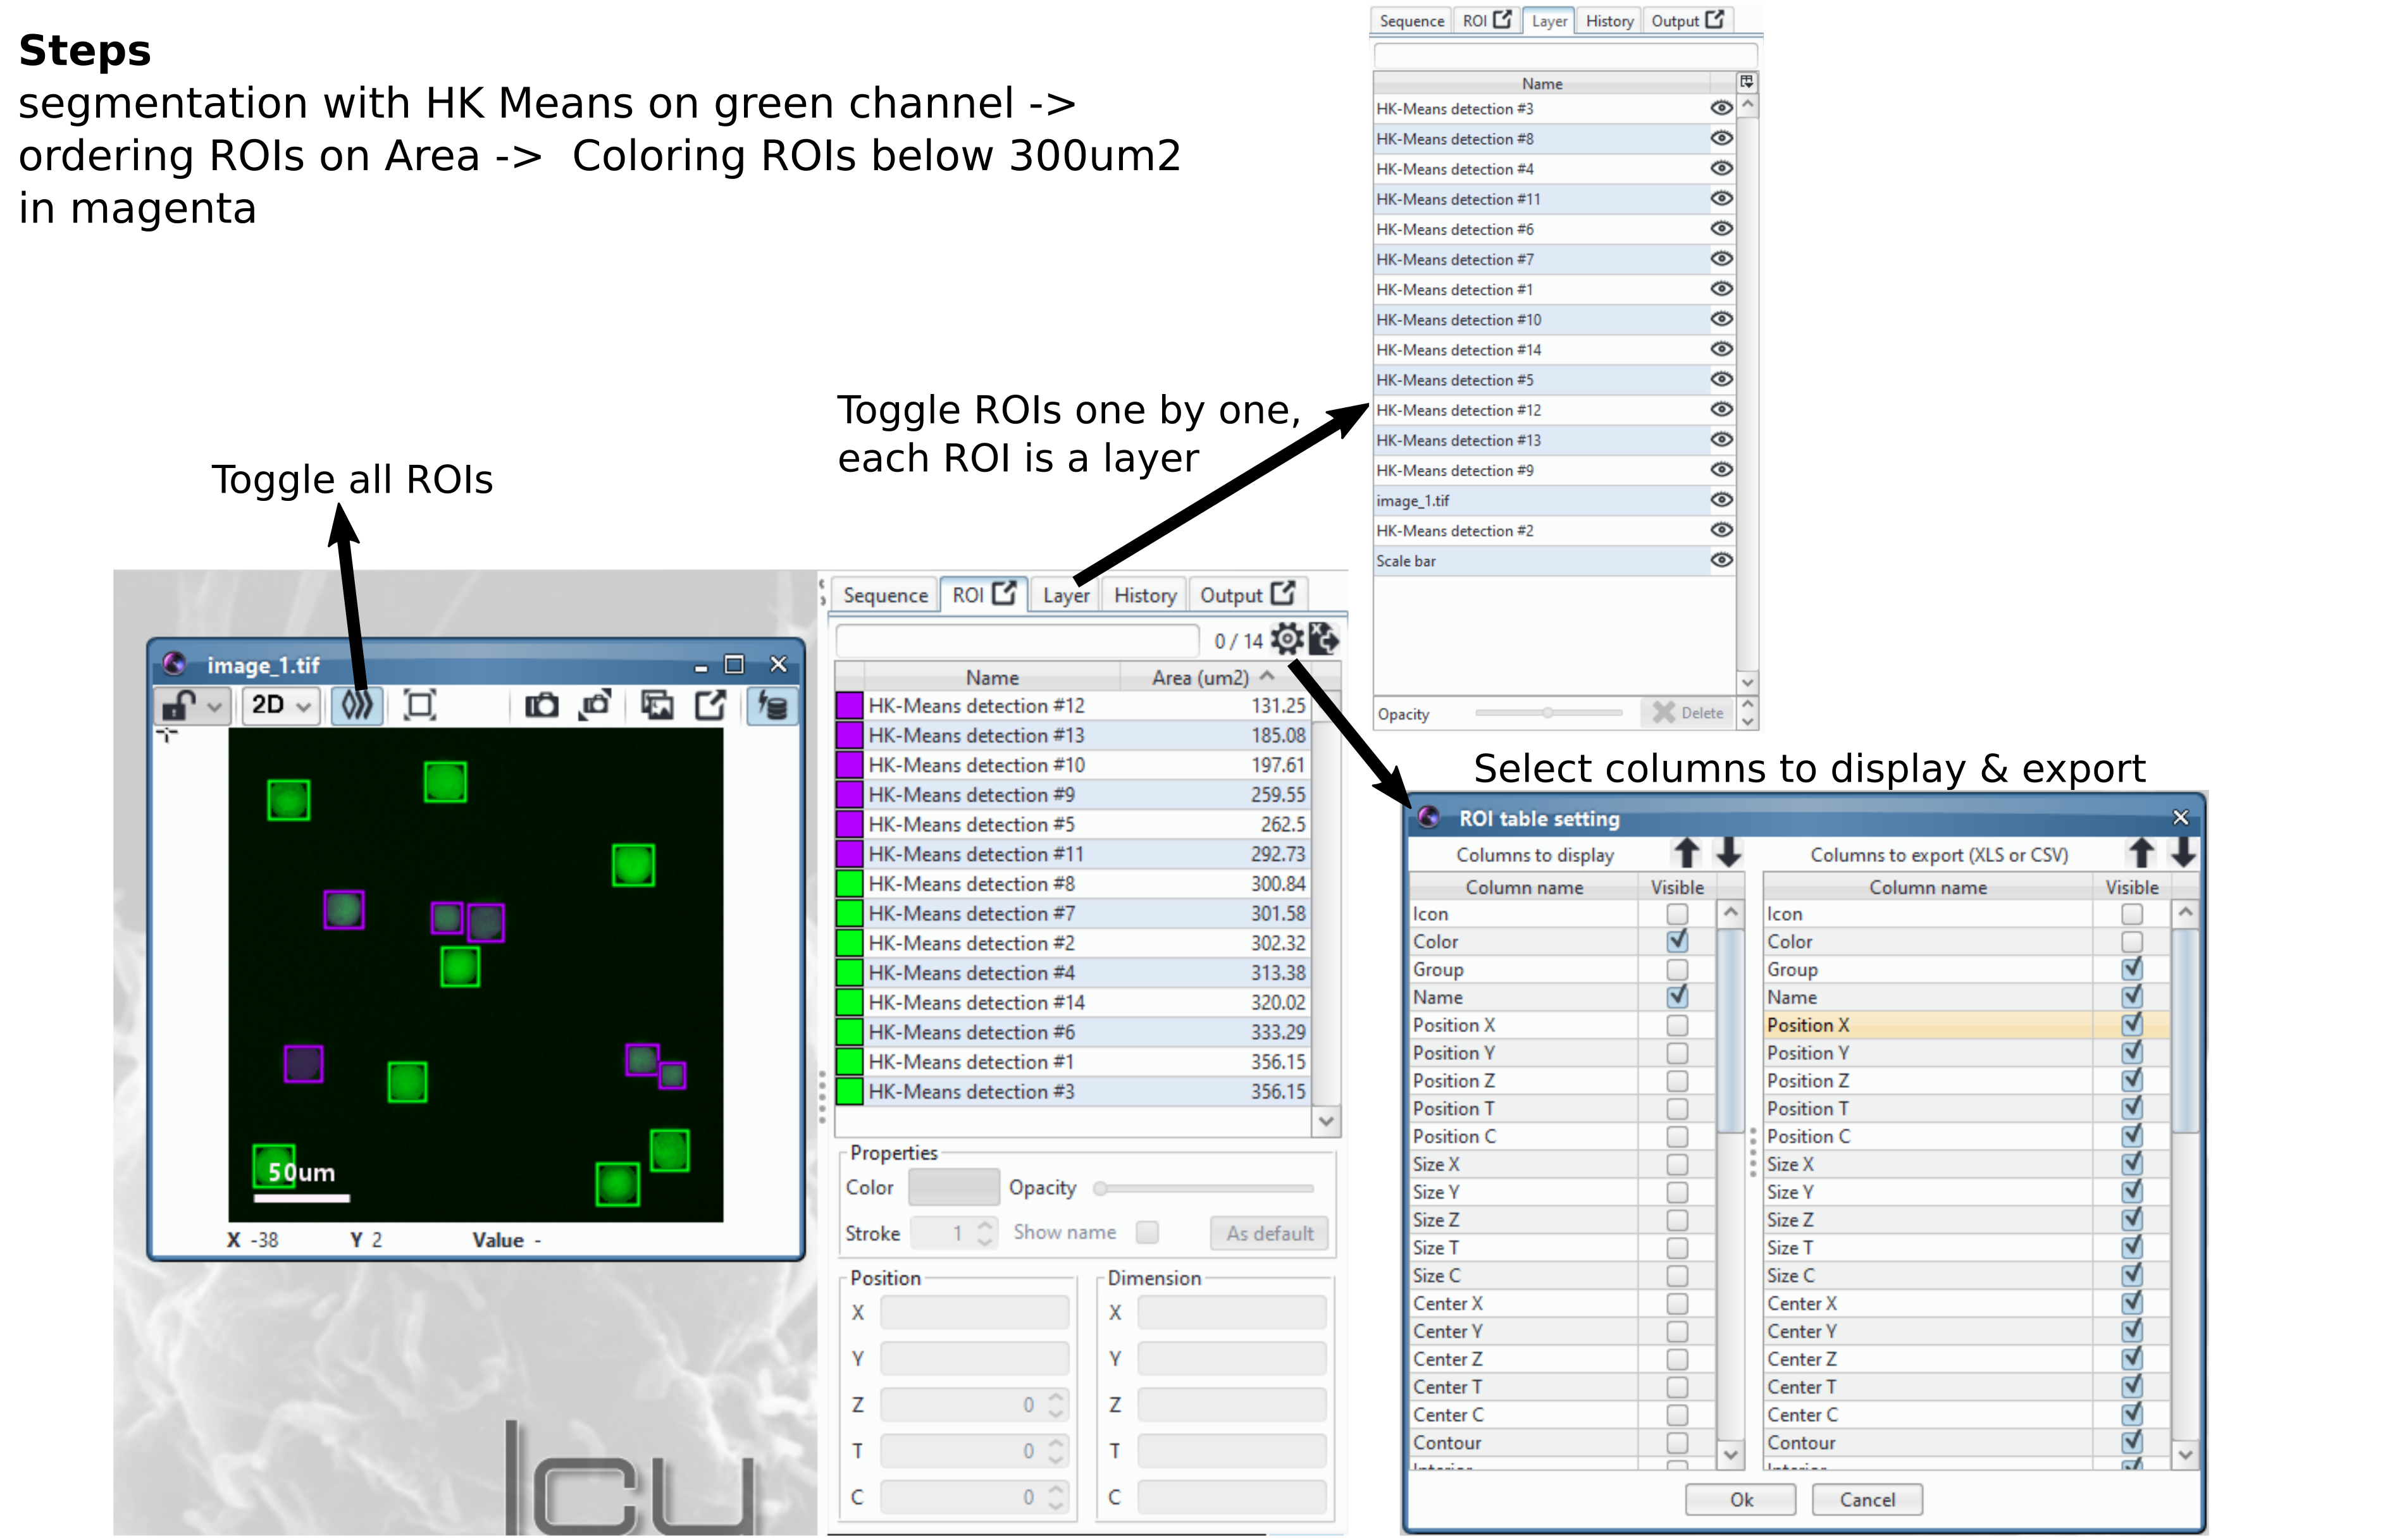 Steps
segmentation with HK Means on green channel ->
ordering ROIs on Area -> Coloring ROIs below 300um2
in magenta
Sequence ROI Layer History Output
Name
HK-Means detection #3
HK-Means detection #8
HK-Means detection #4
HK-Means detection #11
HK-Means detection #6
HK-Means detection #7
HK-Means detection #1
HK-Means detection #10
HK-Means detection #14
HK-Means detection #5
HK-Means detection #12
HK-Means detection #13
HK-Means detection #9
image_1.tif
HK-Means detection #2
Scale bar
Opacity Delete
Toggle ROIs one by one,
each ROI is a layer
Toggle all ROIs
image_1.tif
2D
50um
X -38 Y 2 Value -
Icy
Sequence ROI Layer History Output
0 / 14
Name Area (um2)
HK-Means detection #12 131.25
HK-Means detection #13 185.08
HK-Means detection #10 197.61
HK-Means detection #9 259.55
HK-Means detection #5 262.5
HK-Means detection #11 292.73
HK-Means detection #8 300.84
HK-Means detection #7 301.58
HK-Means detection #2 302.32
HK-Means detection #4 313.38
HK-Means detection #14 320.02
HK-Means detection #6 333.29
HK-Means detection #1 356.15
HK-Means detection #3 356.15
Properties
Color Opacity
Stroke 1 Show name As default
Position Dimension
X X
Y Y
Z 0 Z
T 0 T
C 0 C
Select columns to display & export
ROI table setting
Columns to display Columns to export (XLS or CSV)
Column name Visible Column name Visible
Icon Icon
Color Color
Group Group
Name Name
Position X Position X
Position Y Position Y
Position Z Position Z
Position T Position T
Position C Position C
Size X Size X
Size Y Size Y
Size Z Size Z
Size T Size T
Size C Size C
Center X Center X
Center Y Center Y
Center Z Center Z
Center T Center T
Center C Center C
Contour Contour
Interior Interior
Ok Cancel